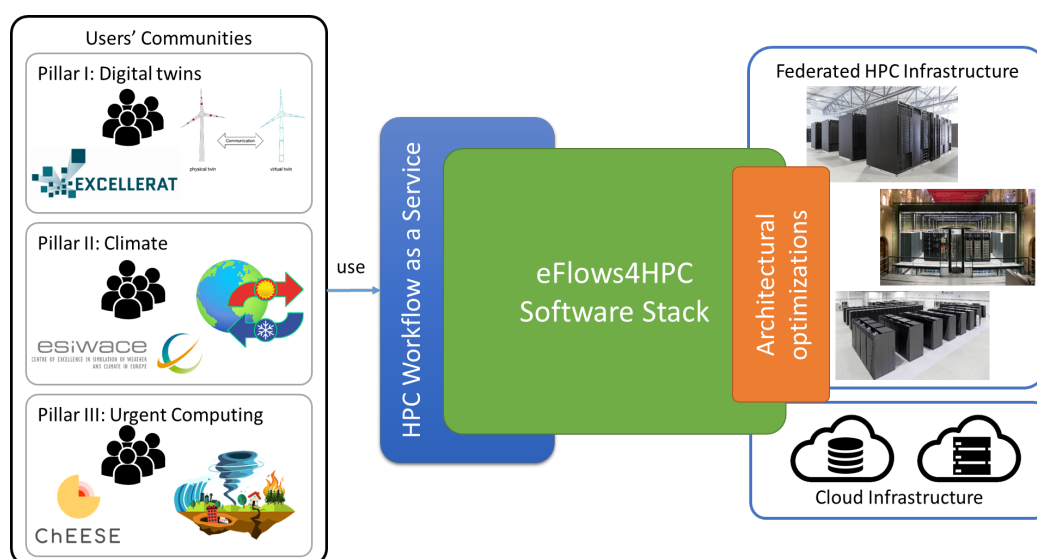 Users' Communities
Pillar I: Digital twins
Communication
physical twin
virtual twin
EXCELLERAT
Pillar II: Climate
esiwace
CENTRE OF EXCELLENCE IN SIMULATION OF WEATHER
AND CLIMATE IN EUROPE
Pillar III: Urgent Computing
ChEESE
use
HPC Workflow as a Service
eFlows4HPC
Software Stack
Architectural
optimizations
Federated HPC Infrastructure
Cloud Infrastructure